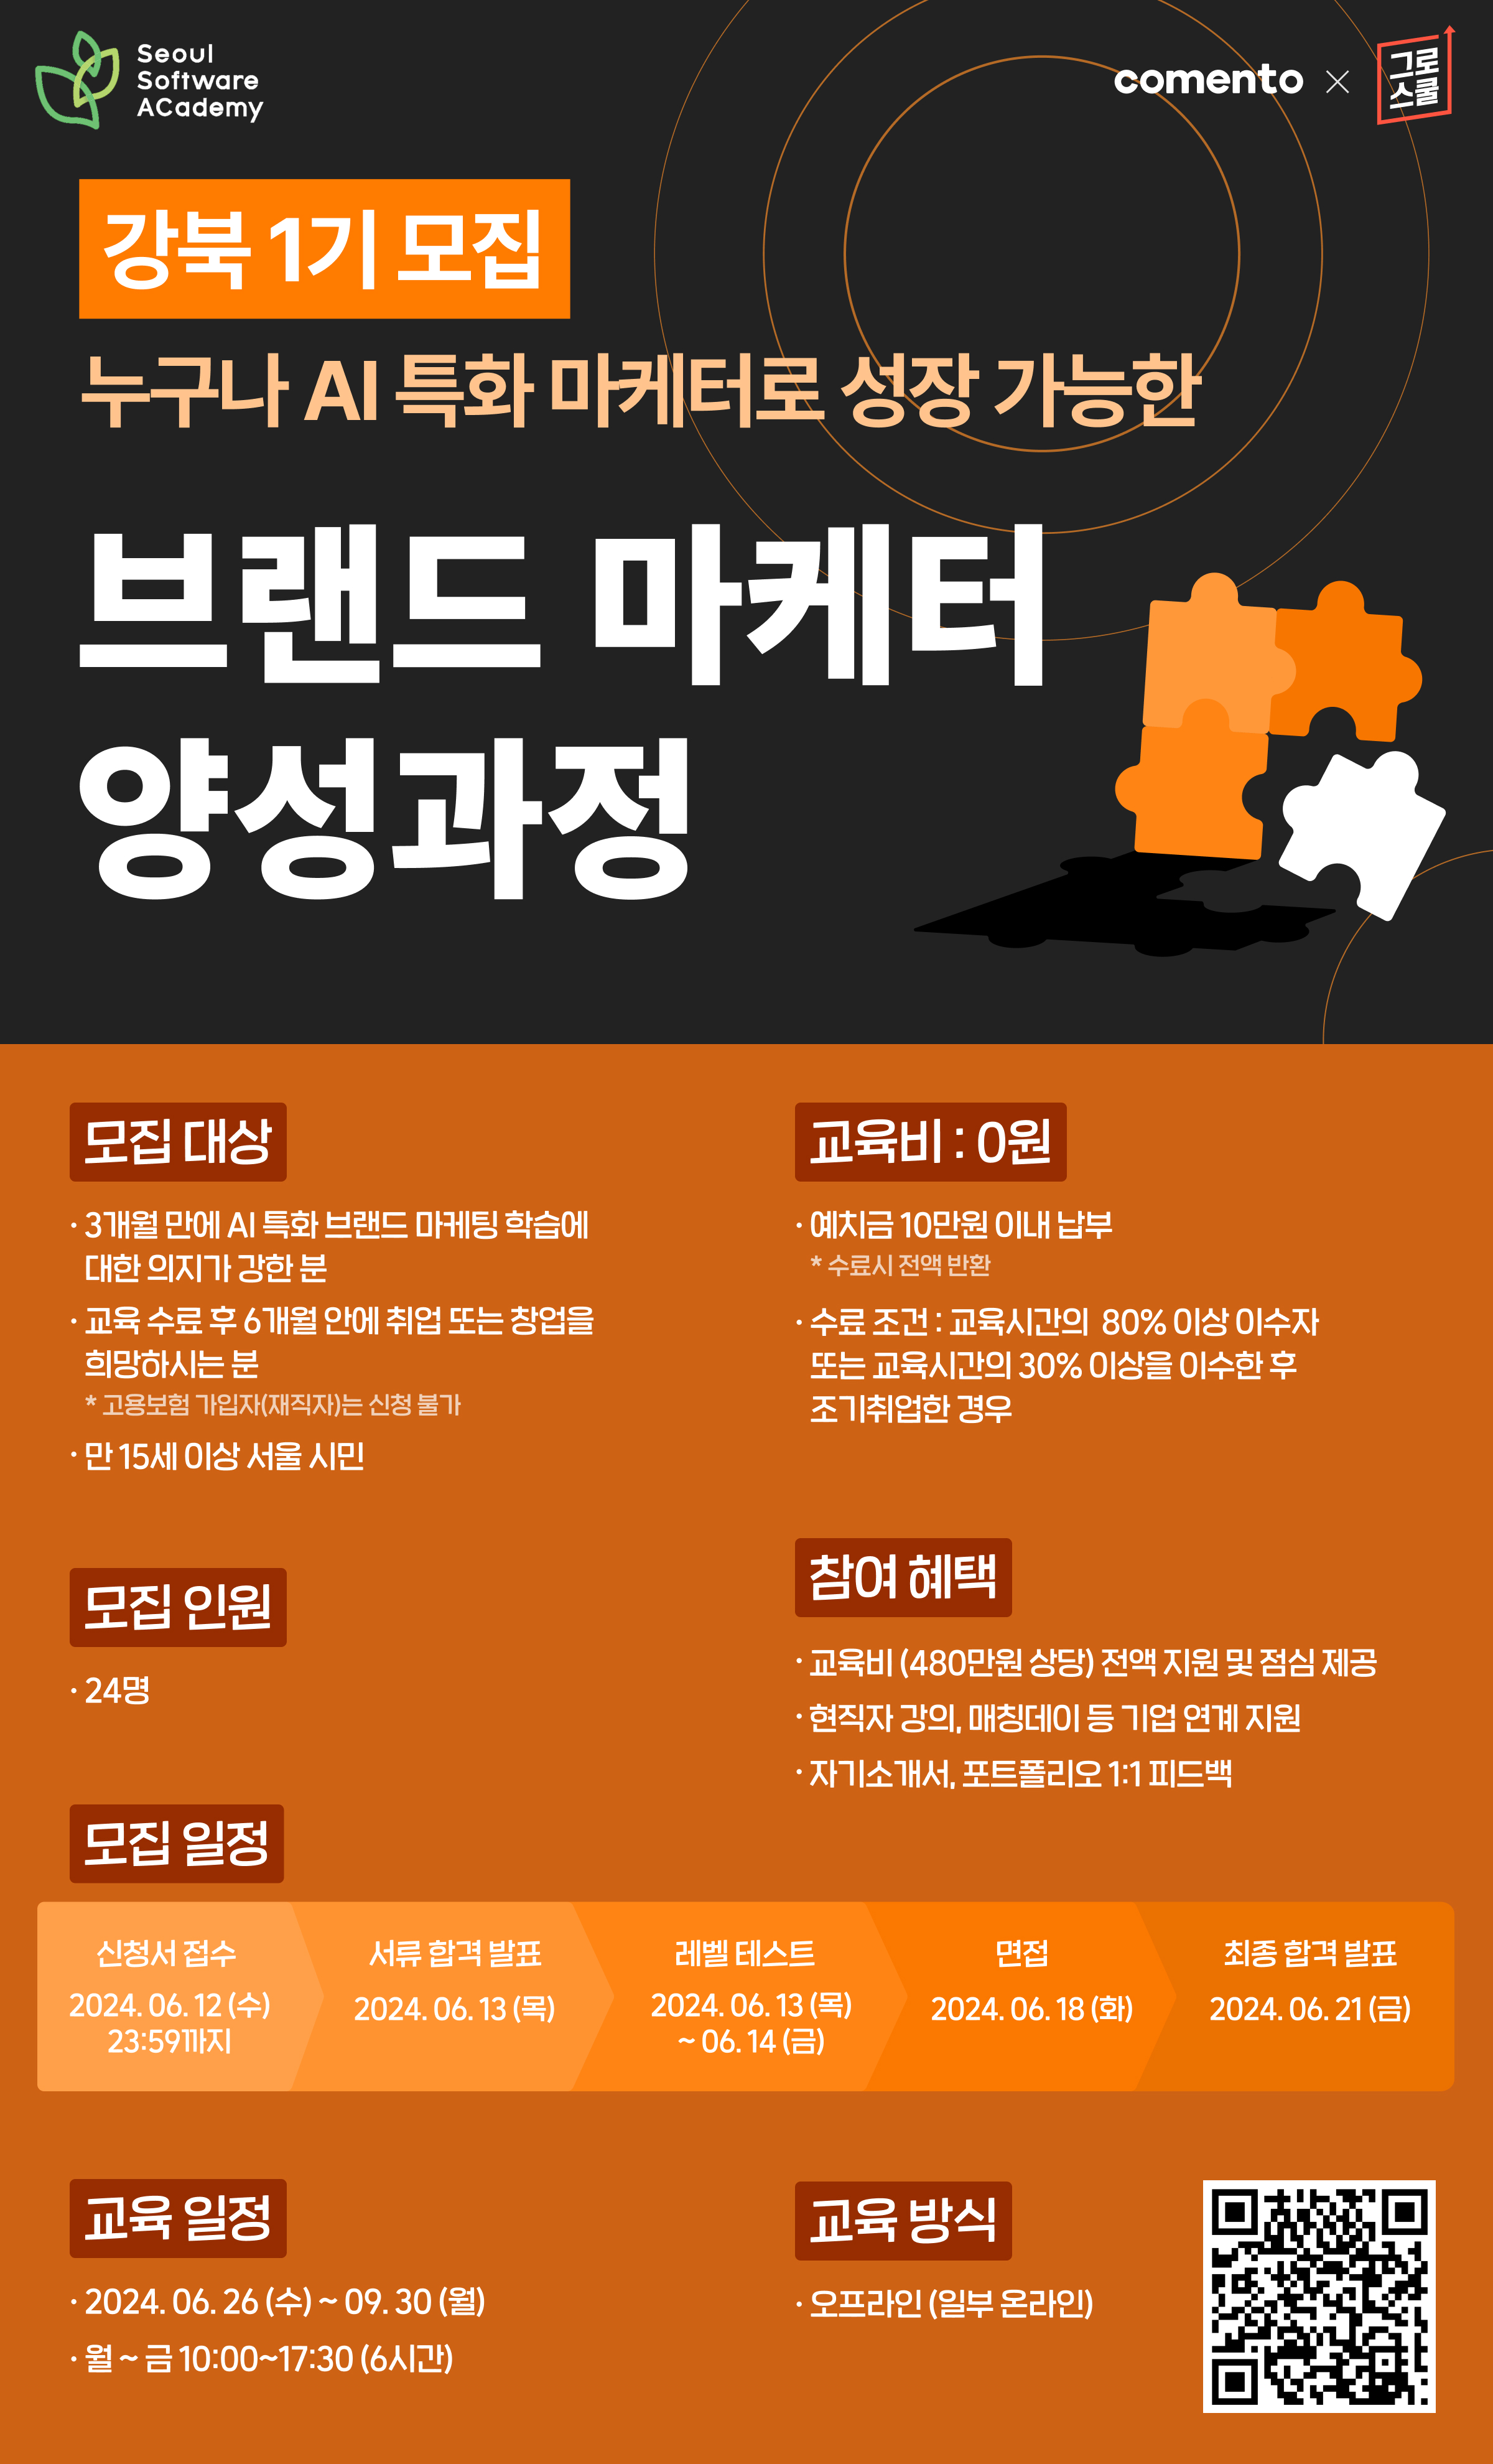 Seoul
Software
ACademy
comento × 그로
스쿨
강북 1기 모집
누구나 AI 특화 마케터로 성장 가능한
브랜드 마케터
양성과정
모집 대상
· 3개월 만에 AI 특화 브랜드 마케팅 학습에
대한 의지가 강한 분
· 교육 수료 후 6개월 안에 취업 또는 창업을
희망하시는 분
* 고용보험 가입자(재직자)는 신청 불가
· 만 15세 이상 서울 시민
모집 인원
· 24명
교육비 : 0원
· 예치금 10만원 이내 납부
* 수료시 전액 반환
· 수료 조건 : 교육시간의 80% 이상 이수자
또는 교육시간의 30% 이상을 이수한 후
조기취업한 경우
참여 혜택
· 교육비 (480만원 상당) 전액 지원 및 점심 제공
· 현직자 강의, 매칭데이 등 기업 연계 지원
· 자기소개서, 포트폴리오 1:1 피드백
모집 일정
신청서 접수
2024. 06. 12 (수)
23:59까지
서류 합격 발표
2024. 06. 13 (목)
레벨 테스트
2024. 06. 13 (목)
~ 06. 14 (금)
면접
2024. 06. 18 (화)
최종 합격 발표
2024. 06. 21 (금)
교육 일정
· 2024. 06. 26 (수) ~ 09. 30 (월)
· 월 ~ 금 10:00~17:30 (6시간)
교육 방식
· 오프라인 (일부 온라인)